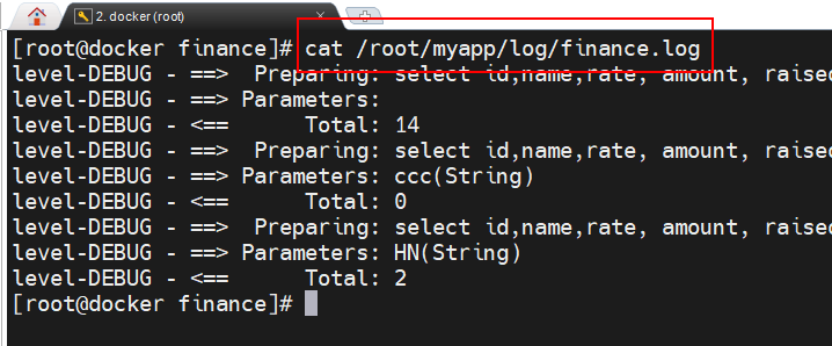 2. docker (root)
[root@docker finance]# cat /root/myapp/log/finance.log
level-DEBUG - ==>  Preparing: select id,name,rate, amount, raised
level-DEBUG - ==> Parameters:
level-DEBUG - <==      Total: 14
level-DEBUG - ==>  Preparing: select id,name,rate, amount, raised
level-DEBUG - ==> Parameters: ccc(String)
level-DEBUG - <==      Total: 0
level-DEBUG - ==>  Preparing: select id,name,rate, amount, raised
level-DEBUG - ==> Parameters: HN(String)
level-DEBUG - <==      Total: 2
[root@docker finance]#